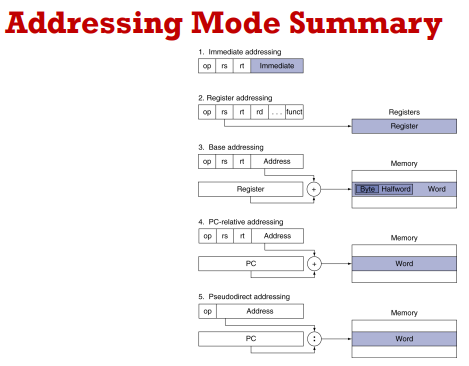 Addressing Mode Summary
1. Immediate addressing
op rs rt Immediate
2. Register addressing
op rs rt rd ... funct Registers
Register
3. Base addressing
op rs rt Address Memory
Register + Byte Halfword Word
4. PC-relative addressing
op rs rt Address Memory
PC + Word
5. Pseudodirect addressing
op Address Memory
PC : Word